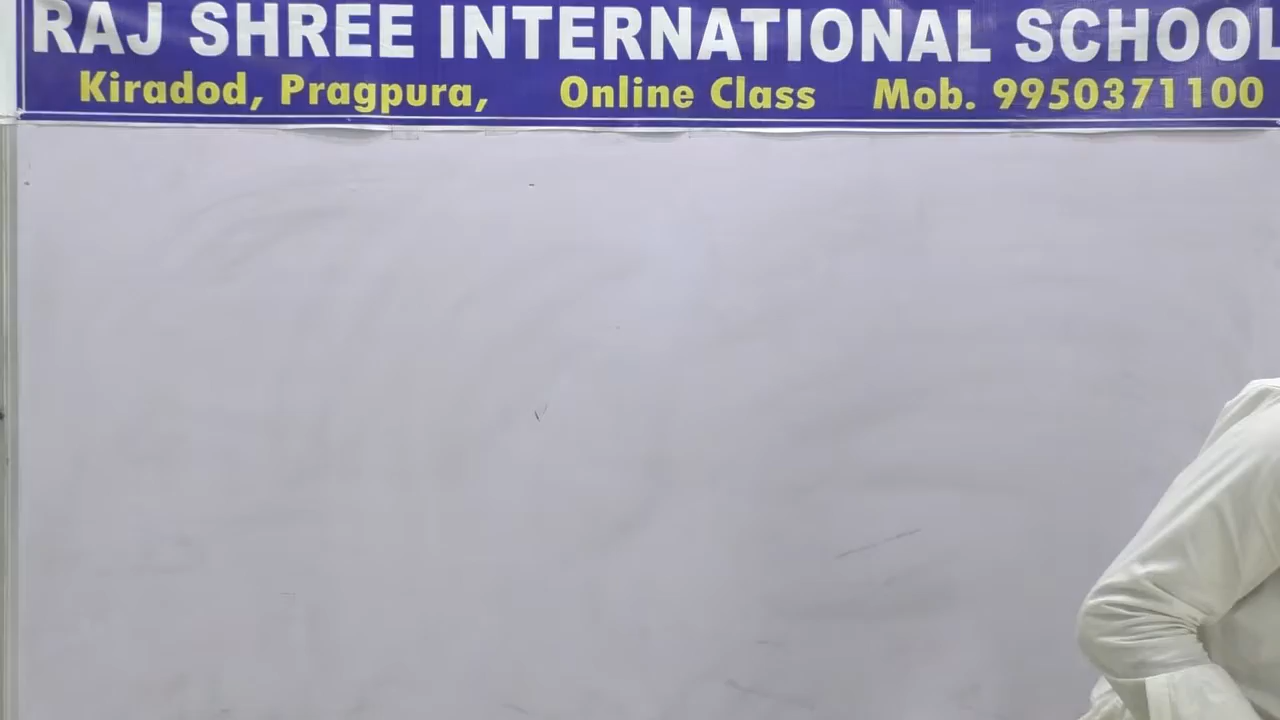 RAJ SHREE INTERNATIONAL SCHOOL
Kiradod, Pragpura, Online Class Mob. 9950371100